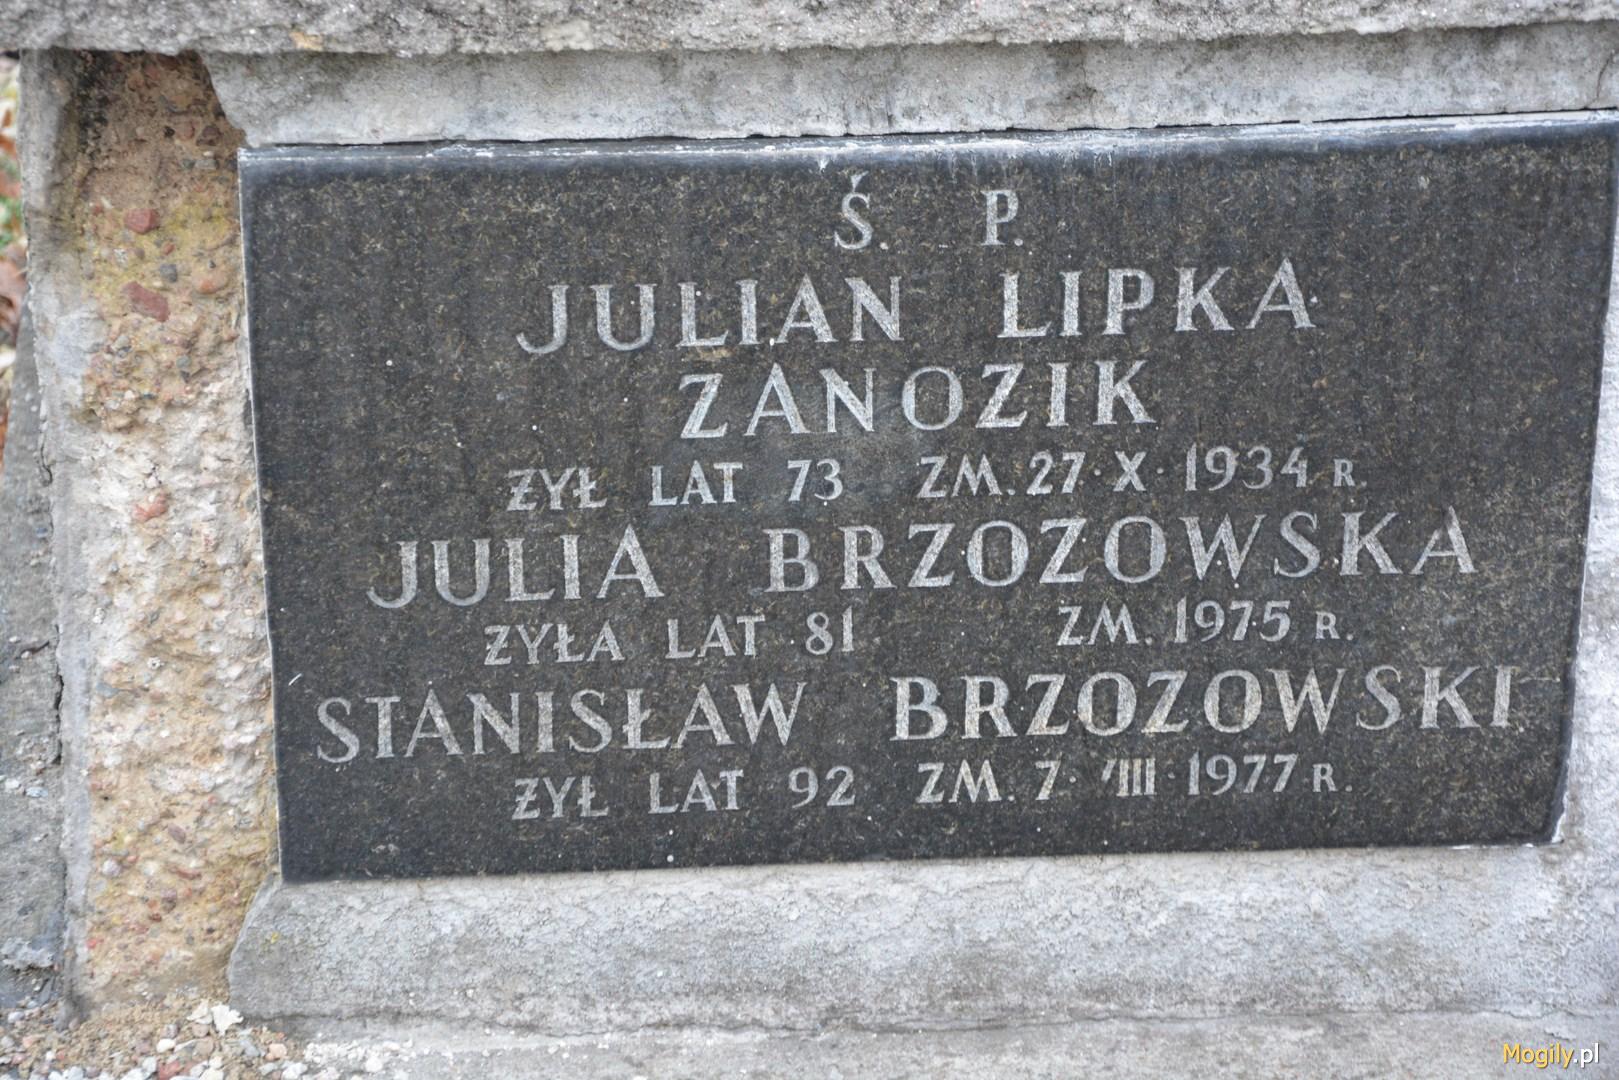 Ś. P.
JULIAN LIPKA
ZANOZIK
ŻYŁ LAT 73 ZM. 27·X·1934 R.
JULIA BRZOZOWSKA
ŻYŁA LAT 81 ZM. 1975 R.
STANISŁAW BRZOZOWSKI
ŻYŁ LAT 92 ZM. 7·VIII·1977 R.
Mogily.pl